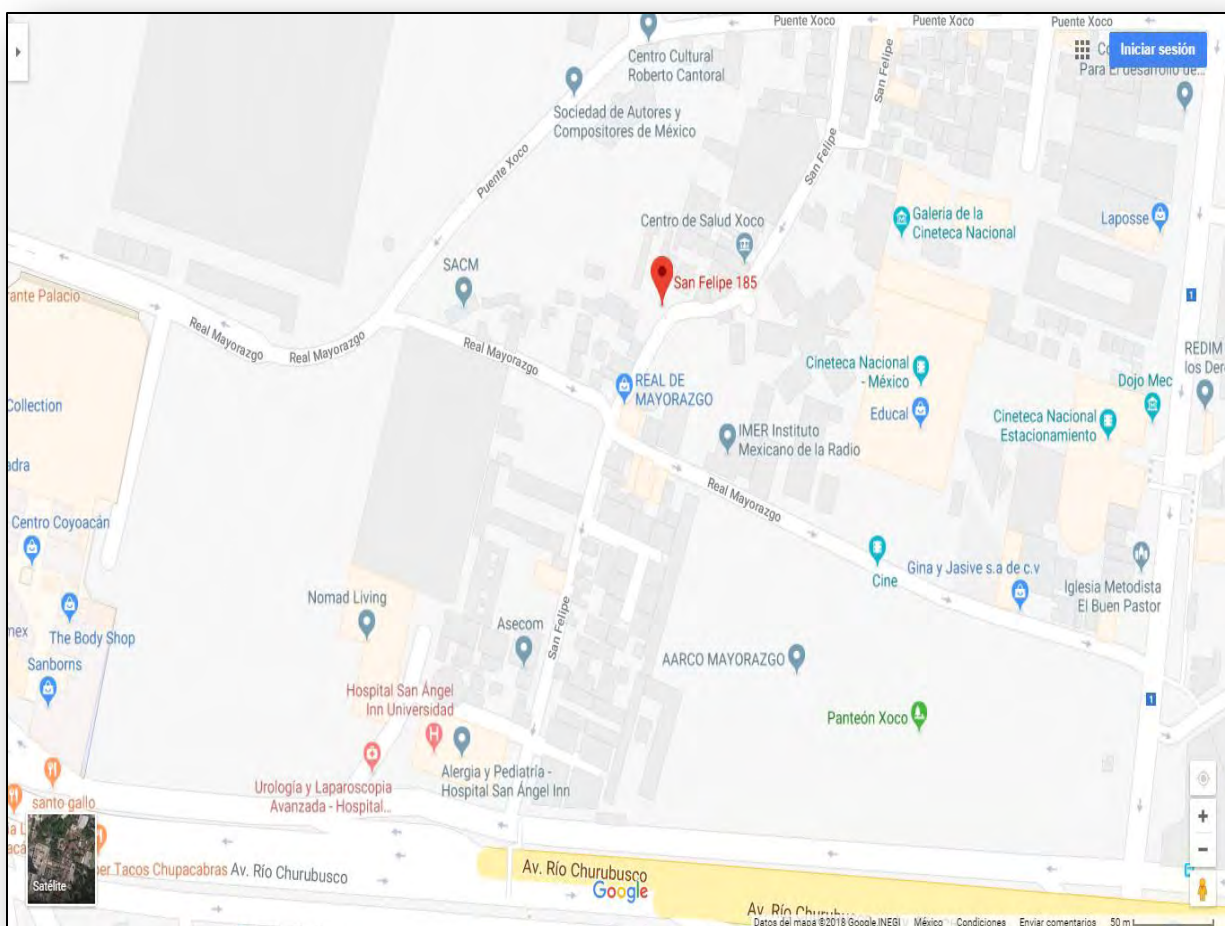 Puente Xoco
Puente Xoco
Puente Xoco
Iniciar sesión
Para El desarrollo de...
Centro Cultural
Roberto Cantoral
San Felipe
Sociedad de Autores y
Compositores de México
Puente Xoco
San Felipe
Galeria de la
Cineteca Nacional
Laposse
Centro de Salud Xoco
SACM
San Felipe 185
1
Palacio
Real Mayorazgo
Real Mayorazgo
Real Mayorazgo
REDIM
Cineteca Nacional
- México
Dojo Mec
REAL DE
MAYORAZGO
Educal
Cineteca Nacional
Estacionamiento
Collection
IMER Instituto
Mexicano de la Radio
Real Mayorazgo
Centro Coyoacán
Cine
Gina y Jasive s.a de c.v
Iglesia Metodista
El Buen Pastor
Nomad Living
The Body Shop
Asecom
San Felipe
Sanborns
AARCO MAYORAZGO
Hospital San Ángel
Inn Universidad
1
Panteón Xoco
Alergia y Pediatría -
Hospital San Ángel Inn
Urología y Laparoscopia
Avanzada - Hospital...
santo gallo
Satélite
Tacos Chupacabras
Av. Río Churubusco
Av. Río Churubusco
Google
Av. Río
Datos del mapa ©2018 Google, INEGI México Condiciones Enviar comentarios 50 m